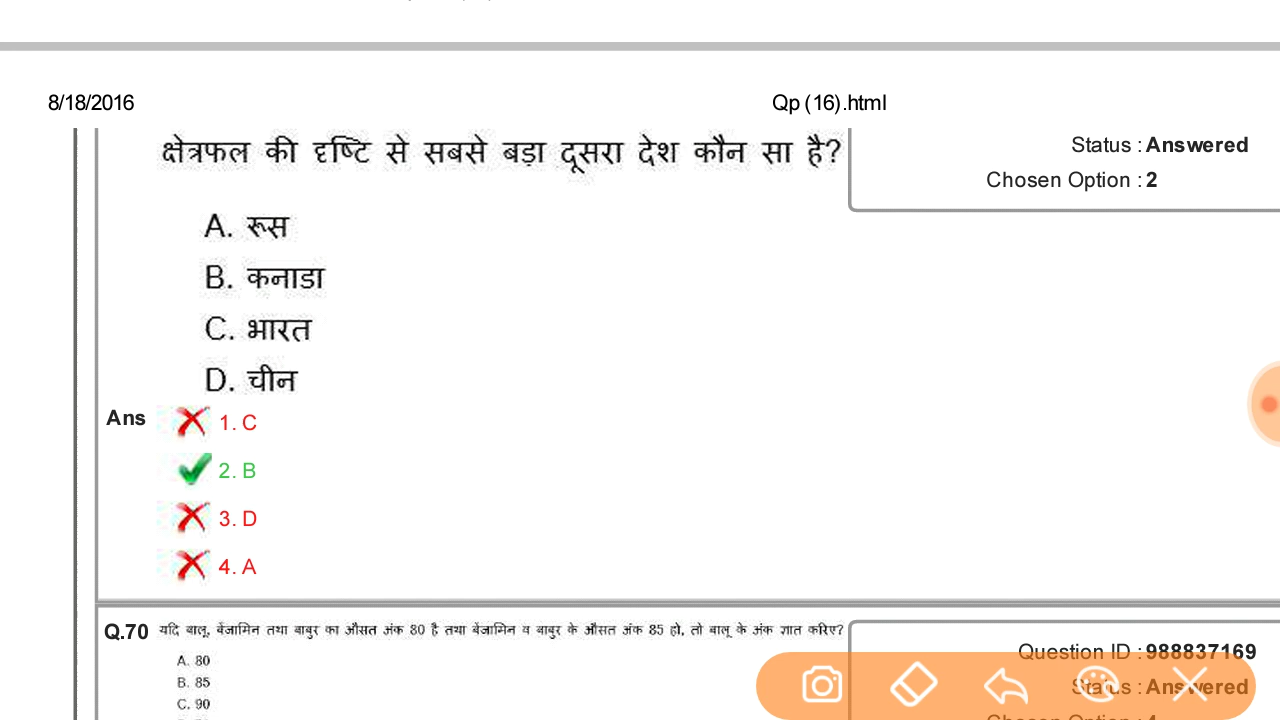 8/18/2016 Qp (16).html
क्षेत्रफल की दृष्टि से सबसे बड़ा दूसरा देश कौन सा है?
Status : Answered
Chosen Option : 2
A. रूस
B. कनाडा
C. भारत
D. चीन
Ans
1. C
2. B
3. D
4. A
Q.70 यदि बालू, बेंजामिन तथा बाबुर का औसत अंक 80 है तथा बेंजामिन व बाबुर के औसत अंक 85 हो, तो बालू के अंक ज्ञात करिए?
Question ID : 988837169
Status : Answered
A. 80
B. 85
C. 90